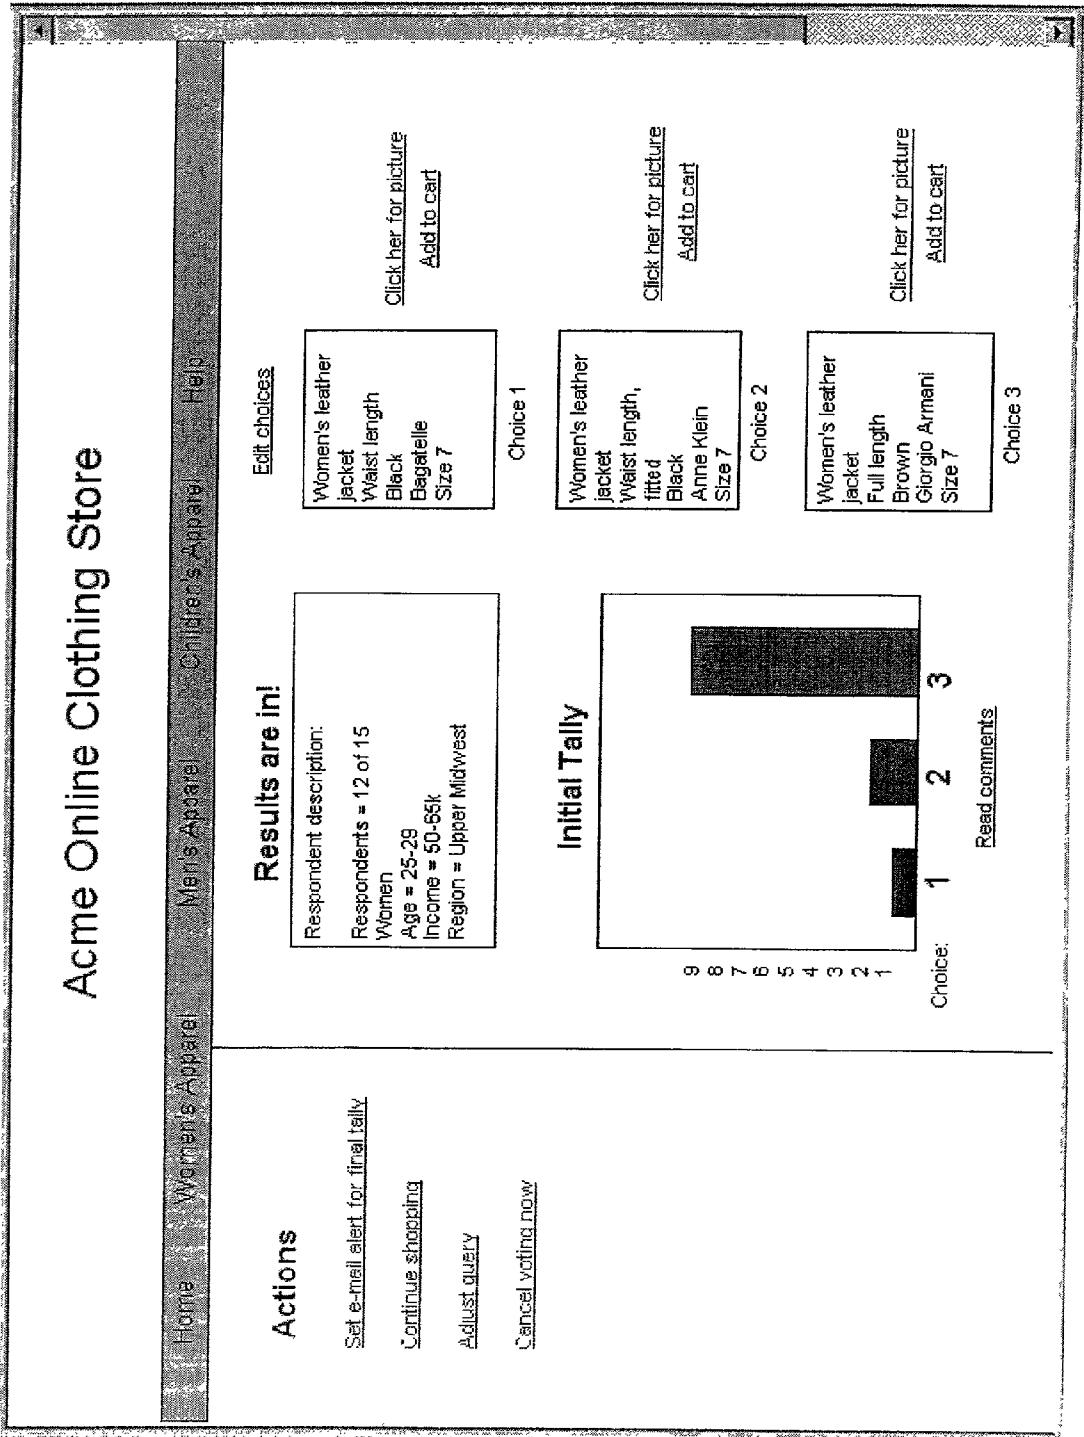 Acme Online Clothing Store
Home Women's Apparel Men's Apparel Children's Apparel Help
Actions
Set e-mail alert for final tally
Continue shopping
Adjust query
Cancel voting now
Results are in!
Respondent description:
Respondents = 12 of 15
Women
Age = 25-29
Income = 50-65k
Region = Upper Midwest
Initial Tally
9
8
7
6
5
4
3
2
1
Choice: 1 2 3
Read comments
Edit choices
Women's leather
jacket
Waist length
Black
Bagatelle
Size 7
Choice 1
Click her for picture
Add to cart
Women's leather
jacket
Waist length,
fitted
Black
Anne Klein
Size 7
Choice 2
Click her for picture
Add to cart
Women's leather
jacket
Full length
Brown
Giorgio Armani
Size 7
Choice 3
Click her for picture
Add to cart